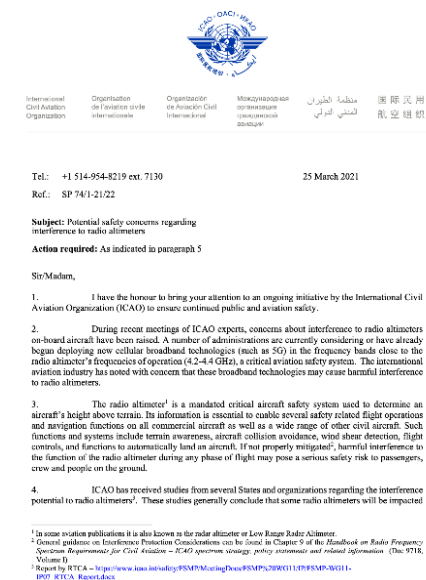 ICAO · OACI · ИКАО
International
Civil Aviation
Organization
Organisation
de l'aviation civile
internationale
Organización
de Aviación Civil
Internacional
Международная
организация
гражданской
авиации
منظمة الطيران
المدني الدولي
国际民用
航空组织
Tel.: +1 514-954-8219 ext. 7130
25 March 2021
Ref.: SP 74/1-21/22
Subject: Potential safety concerns regarding
interference to radio altimeters
Action required: As indicated in paragraph 5
Sir/Madam,
1. I have the honour to bring your attention to an ongoing initiative by the International Civil
Aviation Organization (ICAO) to ensure continued public and aviation safety.
2. During recent meetings of ICAO experts, concerns about interference to radio altimeters
on-board aircraft have been raised. A number of administrations are currently considering or have already
begun deploying new cellular broadband technologies (such as 5G) in the frequency bands close to the
radio altimeter's frequencies of operation (4.2-4.4 GHz), a critical aviation safety system. The international
aviation industry has noted with concern that these broadband technologies may cause harmful interference
to radio altimeters.
3. The radio altimeter¹ is a mandated critical aircraft safety system used to determine an
aircraft's height above terrain. Its information is essential to enable several safety related flight operations
and navigation functions on all commercial aircraft as well as a wide range of other civil aircraft. Such
functions and systems include terrain awareness, aircraft collision avoidance, wind shear detection, flight
controls, and functions to automatically land an aircraft. If not properly mitigated², harmful interference to
the function of the radio altimeter during any phase of flight may pose a serious safety risk to passengers,
crew and people on the ground.
4. ICAO has received studies from several States and organizations regarding the interference
potential to radio altimeters³. These studies generally conclude that some radio altimeters will be impacted
¹ In some aviation publications it is also known as the radar altimeter or Low Range Radar Altimeter.
² General guidance on Interference Protection Considerations can be found in Chapter 9 of the Handbook on Radio Frequency
Spectrum Requirements for Civil Aviation – ICAO spectrum strategy, policy statements and related information (Doc 9718,
Volume I)
³ Report by RTCA – https://www.icao.int/safety/FSMP/MeetingDocs/FSMP%20WG11/IP/FSMP-WG11-
IP07_RTCA_Report.docx